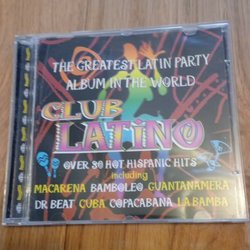 THE GREATEST LATIN PARTY
ALBUM IN THE WORLD
CLUB
LATINO
OVER 30 HOT HISPANIC HITS
including
MACARENA BAMBOLEO GUANTANAMERA
DR BEAT CUBA COPACABANA LA BAMBA